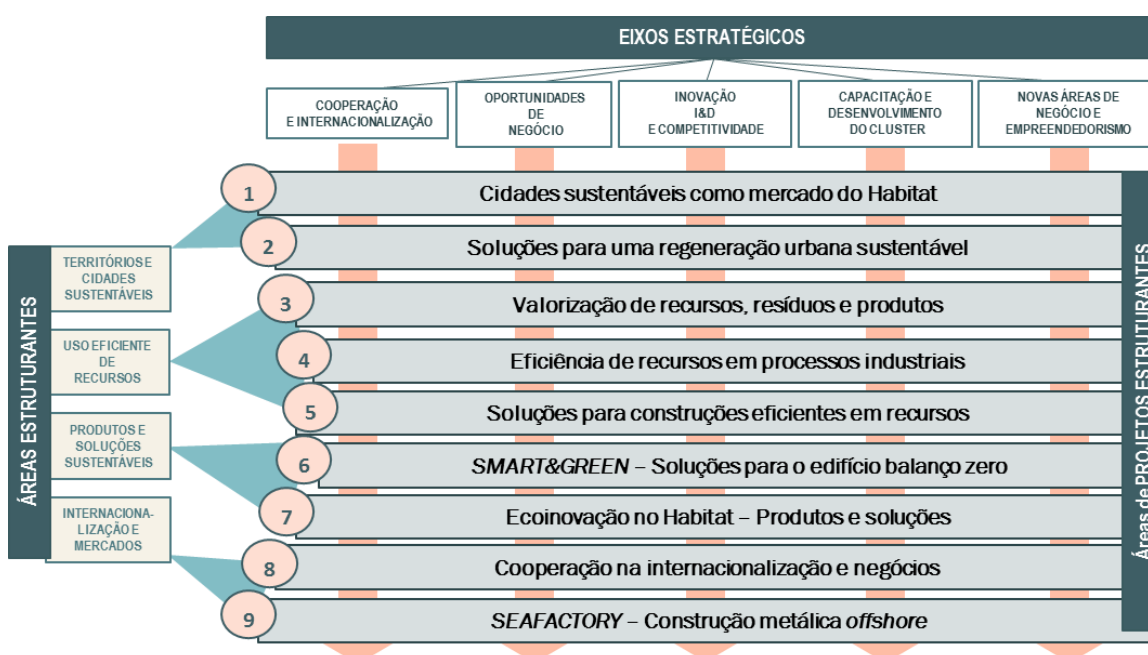 EIXOS ESTRATÉGICOS
COOPERAÇÃO
E INTERNACIONALIZAÇÃO
OPORTUNIDADES
DE
NEGÓCIO
INOVAÇÃO
I&D
E COMPETITIVIDADE
CAPACITAÇÃO E
DESENVOLVIMENTO
DO CLUSTER
NOVAS ÁREAS DE
NEGÓCIO E
EMPREENDEDORISMO
ÁREAS ESTRUTURANTES
TERRITÓRIOS E
CIDADES
SUSTENTÁVEIS
USO EFICIENTE
DE
RECURSOS
PRODUTOS E
SOLUÇÕES
SUSTENTÁVEIS
INTERNACIONA-
LIZAÇÃO E
MERCADOS
1 Cidades sustentáveis como mercado do Habitat
2 Soluções para uma regeneração urbana sustentável
3 Valorização de recursos, resíduos e produtos
4 Eficiência de recursos em processos industriais
5 Soluções para construções eficientes em recursos
6 SMART&GREEN – Soluções para o edifício balanço zero
7 Ecoinovação no Habitat – Produtos e soluções
8 Cooperação na internacionalização e negócios
9 SEAFACTORY – Construção metálica offshore
Áreas de PROJETOS ESTRUTURANTES